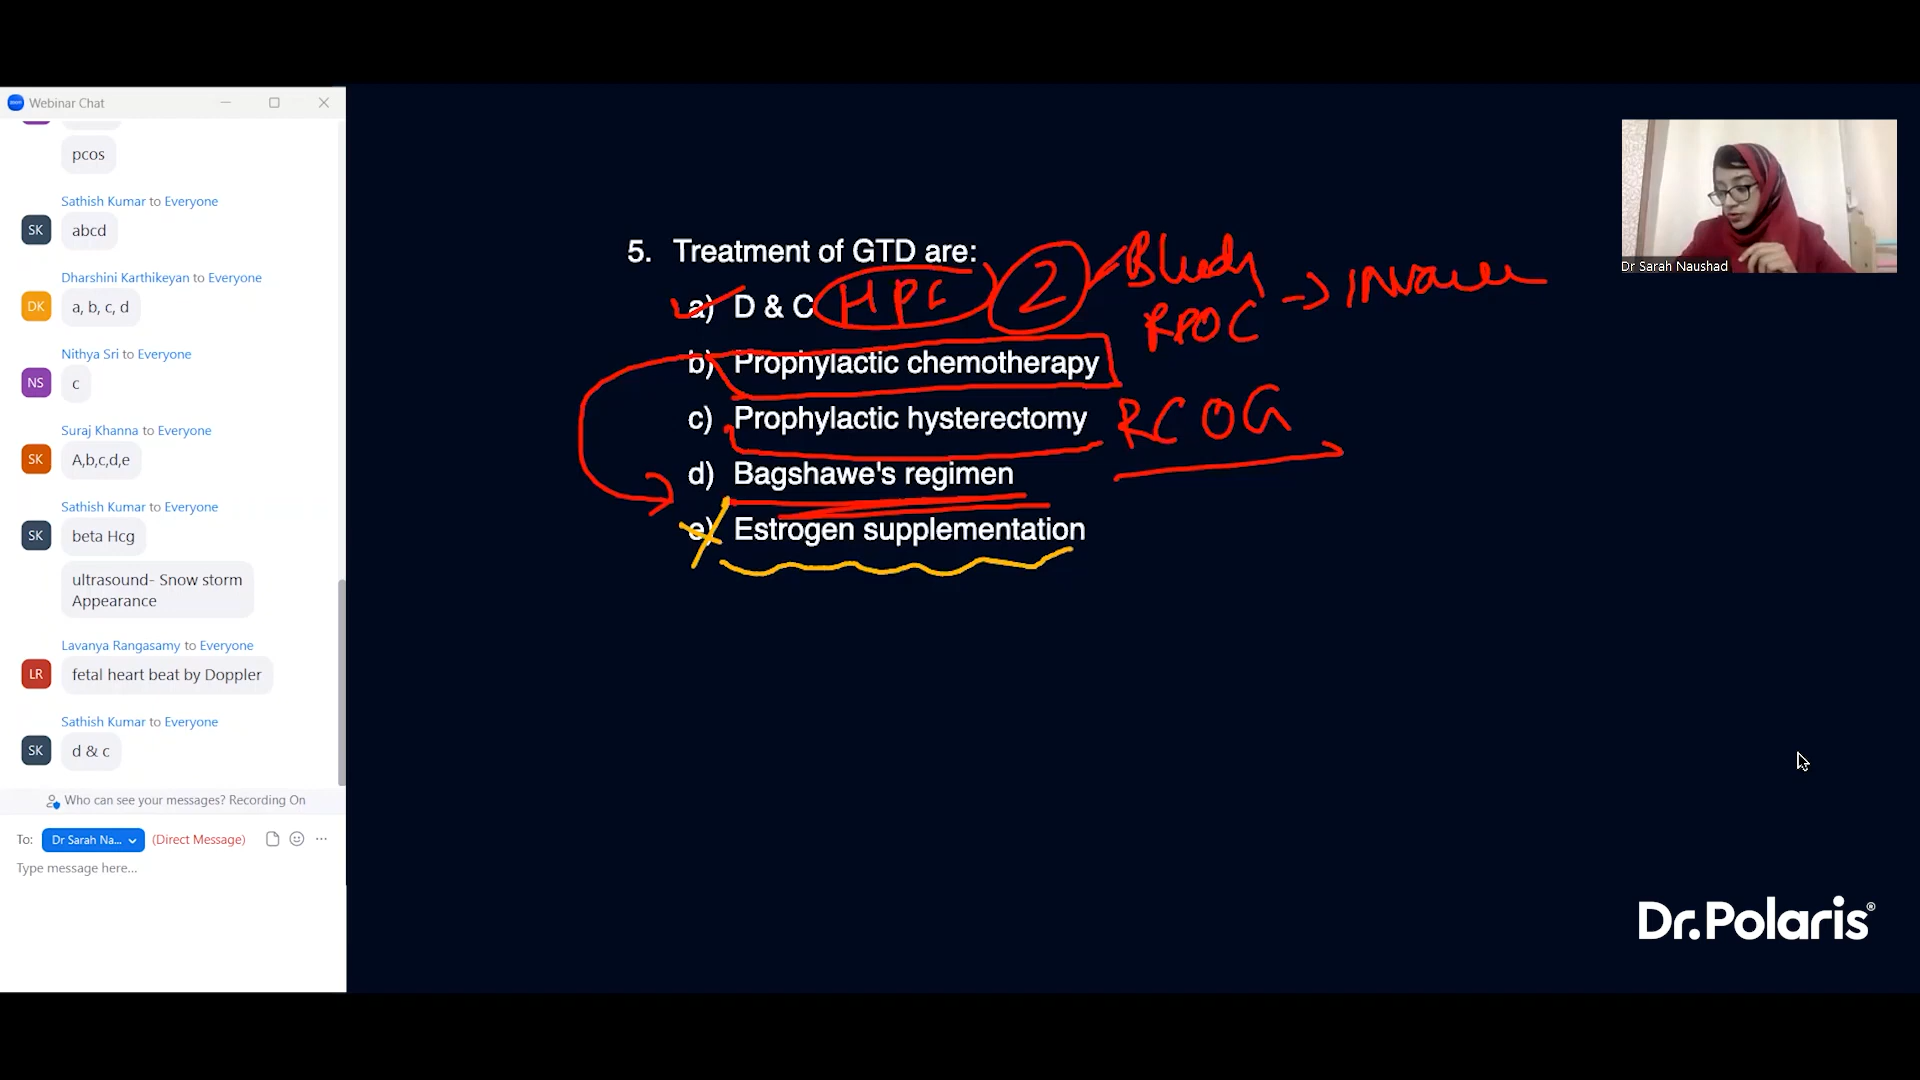 Webinar Chat
pcos
Sathish Kumar to Everyone
SK
abcd
Dharshini Karthikeyan to Everyone
DK
a, b, c, d
Nithya Sri to Everyone
NS
c
Suraj Khanna to Everyone
SK
A,b,c,d,e
Sathish Kumar to Everyone
SK
beta Hcg
ultrasound- Snow storm
Appearance
Lavanya Rangasamy to Everyone
LR
fetal heart beat by Doppler
Sathish Kumar to Everyone
SK
d & c
Who can see your messages? Recording On
To: Dr Sarah Na... (Direct Message)
Type message here...
5. Treatment of GTD are:
a) D & C HPE 2
RPOC
b) Prophylactic chemotherapy
c) Prophylactic hysterectomy RCOG
d) Bagshawe's regimen
e) Estrogen supplementation
Dr Sarah Naushad
Dr.Polaris®